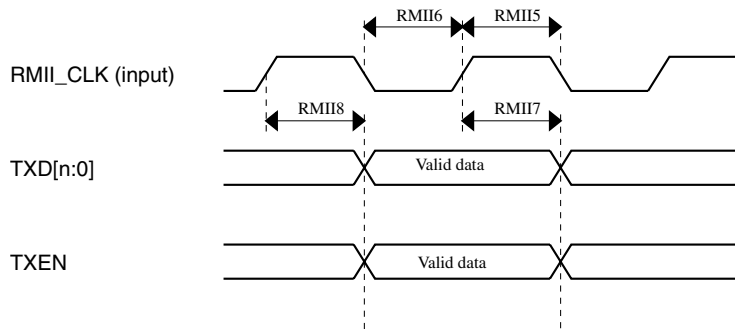 RMII6 RMII5
RMII_CLK (input)
RMII8 RMII7
TXD[n:0] Valid data
TXEN Valid data